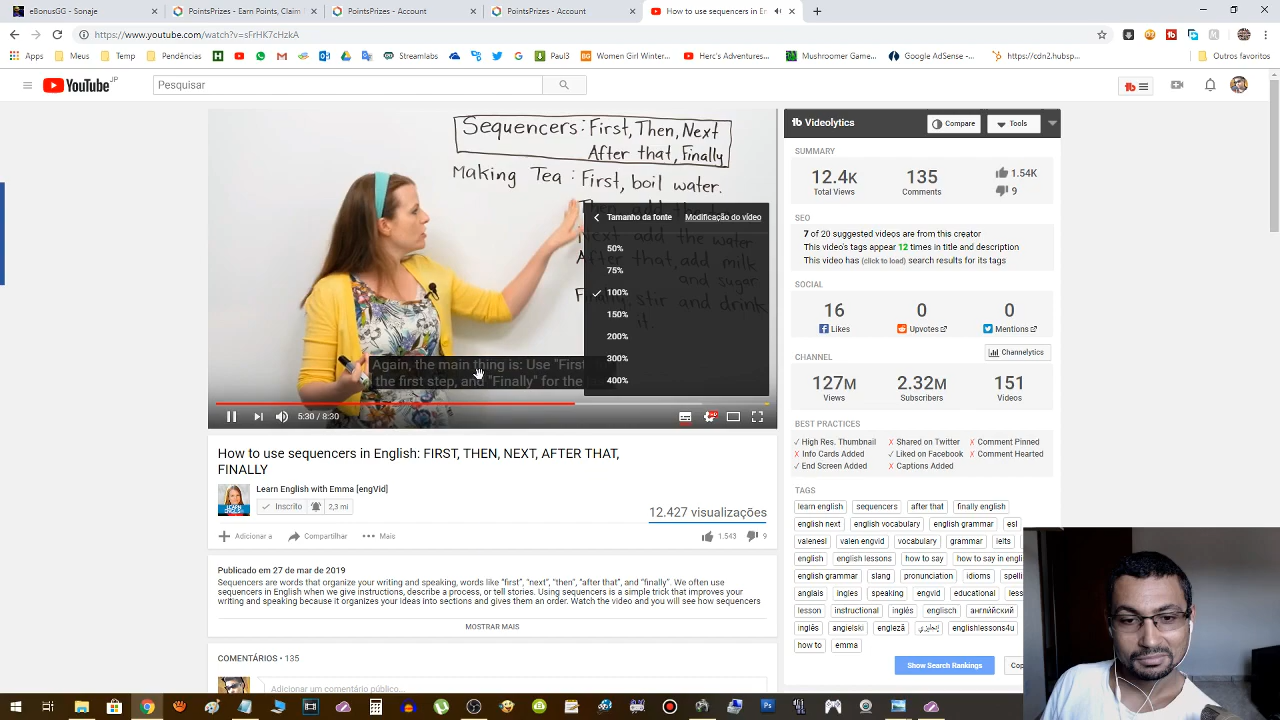 eBonusGG - Sonaje
PointsPrizes - Earn Points, Claim
PointsPrizes - Account
PointsPrizes - Account
How to use sequencers in En
https://www.youtube.com/watch?v=sFrHK7cHzkA
Apps
Meus
Temp
Pendências
Streamlabs
Paul3
Women Girl Winter...
Herc's Adventures...
Mushroomer Game...
Google AdSense -...
https://cdn2.hubsp...
Outros favoritos
YouTube JP
Pesquisar
Sequencers: First, Then, Next
After that, Finally
Making Tea: First, boil water.
Next add the water
add milk
and sugar
stir and drink
it.
Tamanho da fonte
Modificação do vídeo
50%
75%
100%
150%
200%
300%
400%
Again, the main thing is: Use "First
the first step, and "Finally" for the
5:30 / 8:30
How to use sequencers in English: FIRST, THEN, NEXT, AFTER THAT,
FINALLY
Learn English with Emma [engVid]
Inscrito
2,3 mi
12.427 visualizações
Adicionar a
Compartilhar
Mais
1.543
9
Publicado em 27 de mar de 2019
Sequencers are words that organize your writing and speaking, words like "first", "next", "then", "after that", and "finally". We often use
sequencers in English when we give instructions, describe a process, or tell stories. Using sequencers is a simple trick that improves your
writing and speaking because it organizes your ideas into sections and gives them an order. Watch the video and you will see how sequencers
MOSTRAR MAIS
COMENTÁRIOS • 135
Adicionar um comentário público...
Videolytics
Compare
Tools
SUMMARY
12.4K
Total Views
135
Comments
1.54K
9
SEO
7 of 20 suggested videos are from this creator
This video's tags appear 12 times in title and description
This video has (click to load) search results for its tags
SOCIAL
16
Likes
0
Upvotes
0
Mentions
CHANNEL
Channelytics
127M
Views
2.32M
Subscribers
151
Videos
BEST PRACTICES
High Res. Thumbnail
Shared on Twitter
Comment Pinned
Info Cards Added
Liked on Facebook
Comment Hearted
End Screen Added
Captions Added
TAGS
learn english
sequencers
after that
finally english
english next
english vocabulary
english grammar
esl
valenesl
valen engvid
vocabulary
grammar
ielts
english
english lessons
how to say
how to say in engl
english grammar
slang
pronunciation
idioms
spelli
anglais
ingles
speaking
engvid
educational
less
lesson
instructional
inglés
englisch
английский
inglês
angielski
engleză
إنجليزي
englishlessons4u
how to
emma
Show Search Rankings
Cop